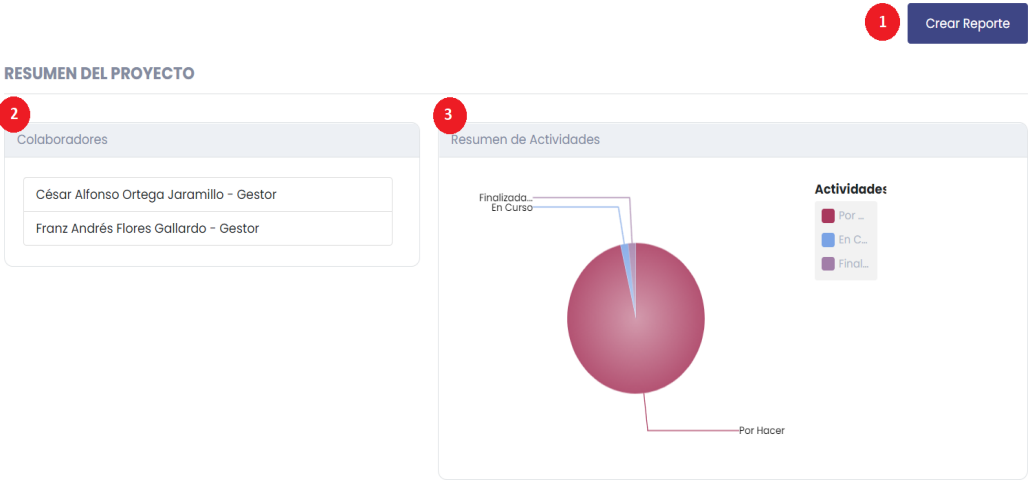 1
Crear Reporte
RESUMEN DEL PROYECTO
2
Colaboradores
César Alfonso Ortega Jaramillo - Gestor
Franz Andrés Flores Gallardo - Gestor
3
Resumen de Actividades
Finalizada...
En Curso
Por Hacer
Actividades
Por ...
En C...
Final...